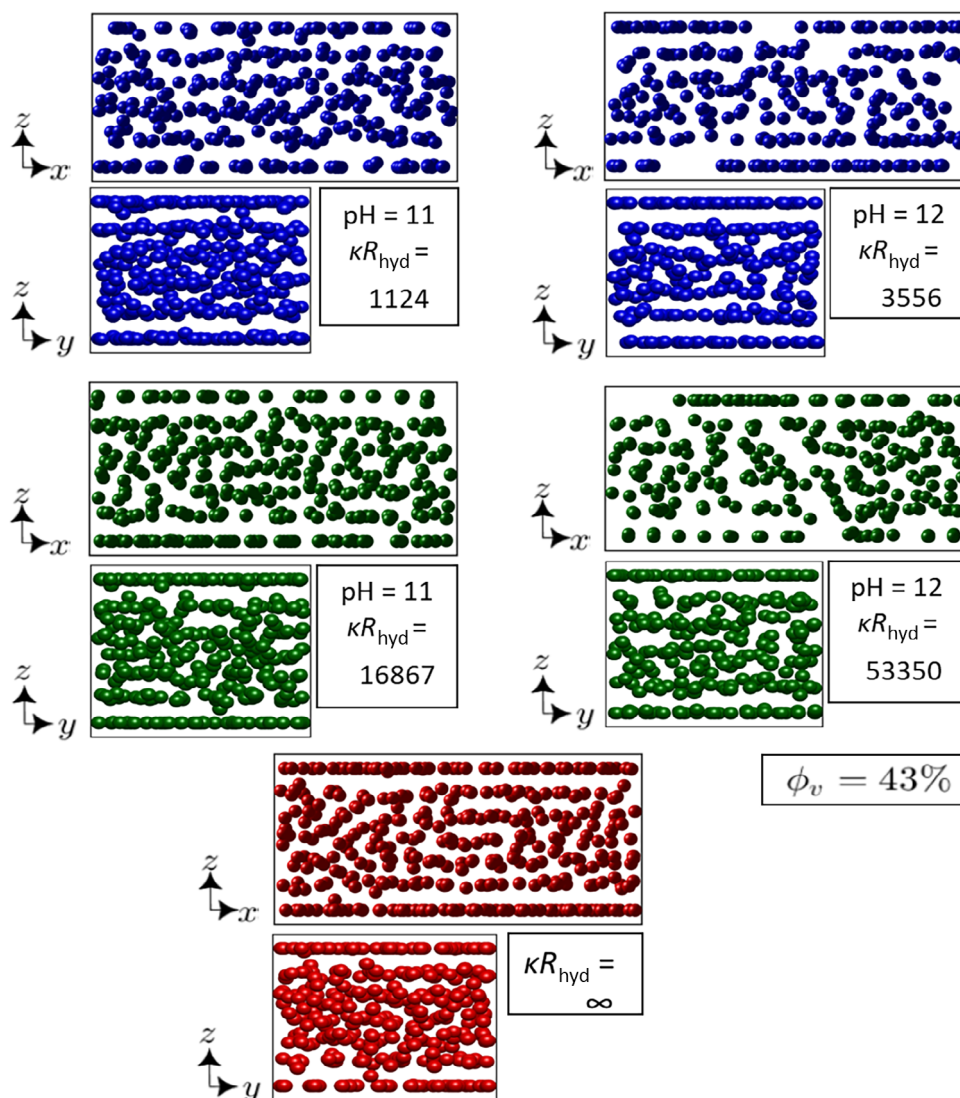 z
x
z
x
z
y
pH = 11
κR_hyd =
1124
z
y
pH = 12
κR_hyd =
3556
z
x
z
x
z
y
pH = 11
κR_hyd =
16867
z
y
pH = 12
κR_hyd =
53350
ϕ_v = 43%
z
x
z
y
κR_hyd =
∞